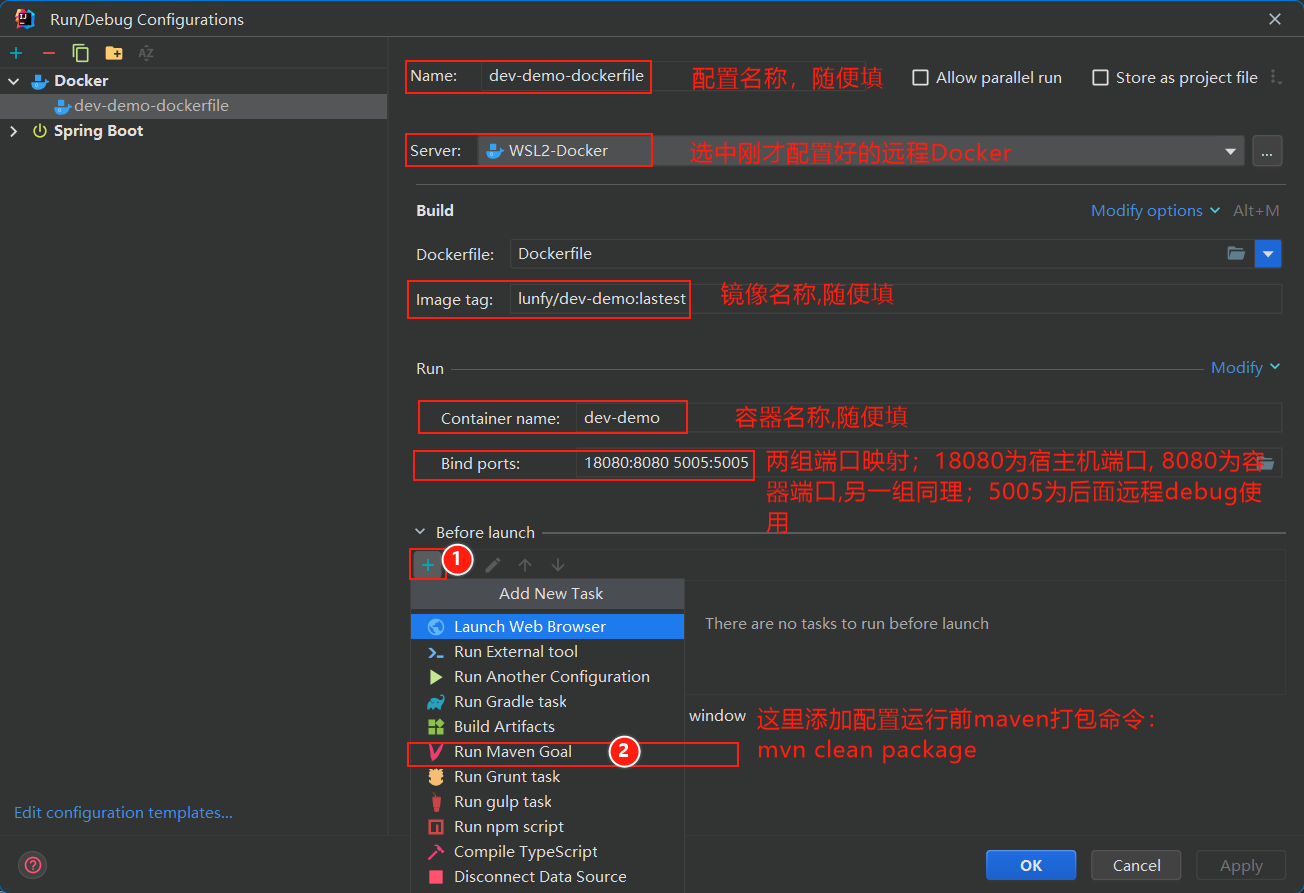 Run/Debug Configurations
Docker
dev-demo-dockerfile
Spring Boot
Edit configuration templates...
Name: dev-demo-dockerfile 配置名称，随便填 Allow parallel run Store as project file
Server: WSL2-Docker 选中刚才配置好的远程Docker ...
Build Modify options Alt+M
Dockerfile: Dockerfile
Image tag: lunfy/dev-demo:lastest 镜像名称,随便填
Run Modify
Container name: dev-demo 容器名称,随便填
Bind ports: 18080:8080 5005:5005 两组端口映射；18080为宿主机端口, 8080为容
器端口,另一组同理；5005为后面远程debug使
用
Before launch
1
Add New Task
Launch Web Browser There are no tasks to run before launch
Run External tool
Run Another Configuration
Run Gradle task
Build Artifacts window 这里添加配置运行前maven打包命令：
Run Maven Goal 2 mvn clean package
Run Grunt task
Run gulp task
Run npm script
Compile TypeScript
Disconnect Data Source
OK Cancel Apply